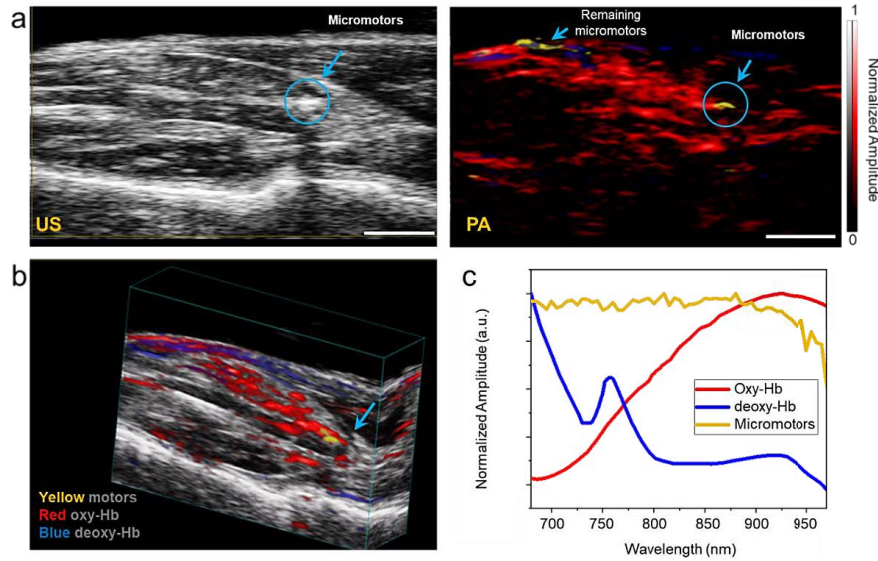 a
Micromotors
US
Remaining
micromotors
Micromotors
PA
1
Normalized Amplitude
0
b
Yellow motors
Red oxy-Hb
Blue deoxy-Hb
c
Normalized Amplitude (a.u.)
Oxy-Hb
deoxy-Hb
Micromotors
700 750 800 850 900 950
Wavelength (nm)